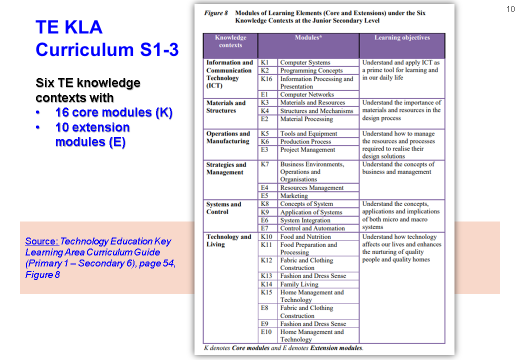 10
TE KLA
Curriculum S1-3
Six TE knowledge
contexts with
• 16 core modules (K)
• 10 extension
modules (E)
Source: Technology Education Key
Learning Area Curriculum Guide
(Primary 1 – Secondary 6), page 54,
Figure 8
Figure 8 Modules of Learning Elements (Core and Extensions) under the Six
Knowledge Contexts at the Junior Secondary Level
Knowledge contexts Modules* Learning objectives
Information and Communication Technology (ICT)
K1 Computer Systems
K2 Programming Concepts
K16 Information Processing and Presentation
E1 Computer Networks
Understand and apply ICT as
a prime tool for learning and
in our daily life
Materials and Structures
K3 Materials and Resources
K4 Structures and Mechanisms
E2 Material Processing
Understand the importance of
materials and resources in the
design process
Operations and Manufacturing
K5 Tools and Equipment
K6 Production Process
E3 Project Management
Understand how to manage
the resources and processes
required to realise their
design solutions
Strategies and Management
K7 Business Environments,
Operations and
Organisations
E4 Resources Management
E5 Marketing
Understand the concepts of
business and management
Systems and Control
K8 Concepts of System
K9 Application of Systems
E6 System Integration
E7 Control and Automation
Understand the concepts,
applications and implications
of both micro and macro
systems
Technology and Living
K10 Food and Nutrition
K11 Food Preparation and
Processing
K12 Fabric and Clothing
Construction
K13 Fashion and Dress Sense
K14 Family Living
K15 Home Management and
Technology
E8 Fabric and Clothing
Construction
E9 Fashion and Dress Sense
E10 Home Management and
Technology
Understand how technology
affects our lives and enhances
the nurturing of quality
people and quality homes
K denotes Core modules and E denotes Extension modules.